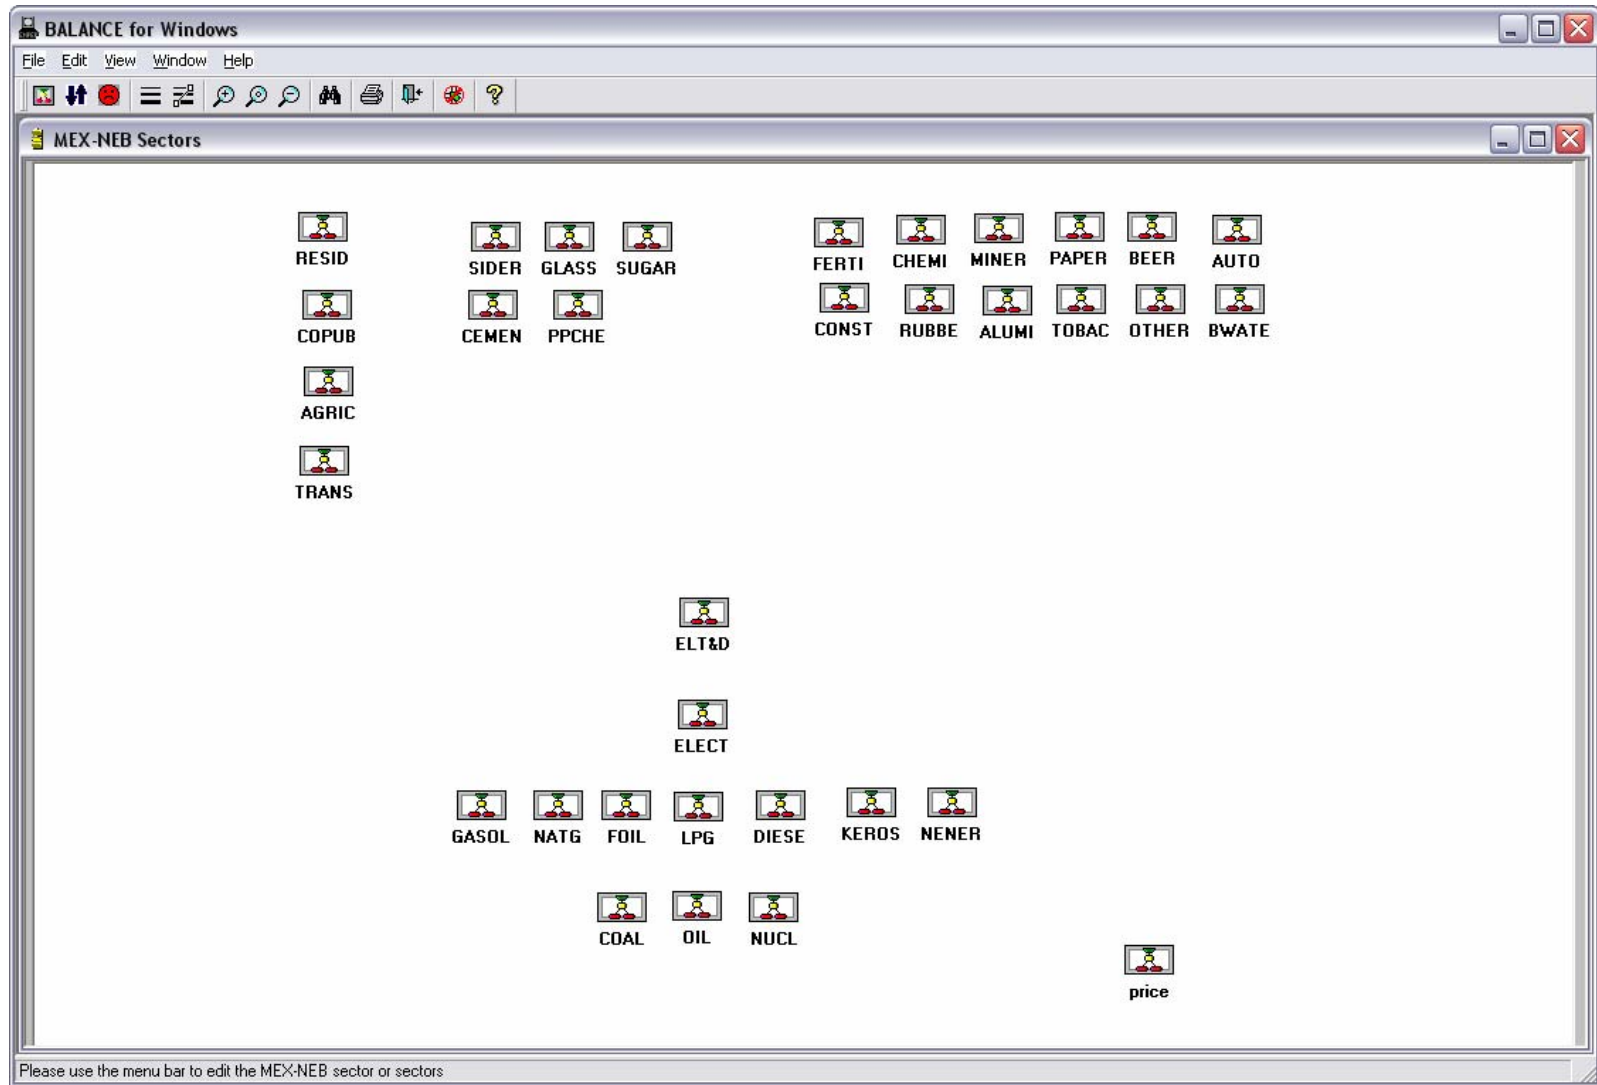 BALANCE for Windows
File Edit View Window Help
MEX-NEB Sectors
RESID
SIDER GLASS SUGAR
FERTI CHEMI MINER PAPER BEER AUTO
COPUB
CEMEN PPCHE
CONST RUBBE ALUMI TOBAC OTHER BWATE
AGRIC
TRANS
ELT&D
ELECT
GASOL NATG FOIL LPG DIESE KEROS NENER
COAL OIL NUCL
price
Please use the menu bar to edit the MEX-NEB sector or sectors